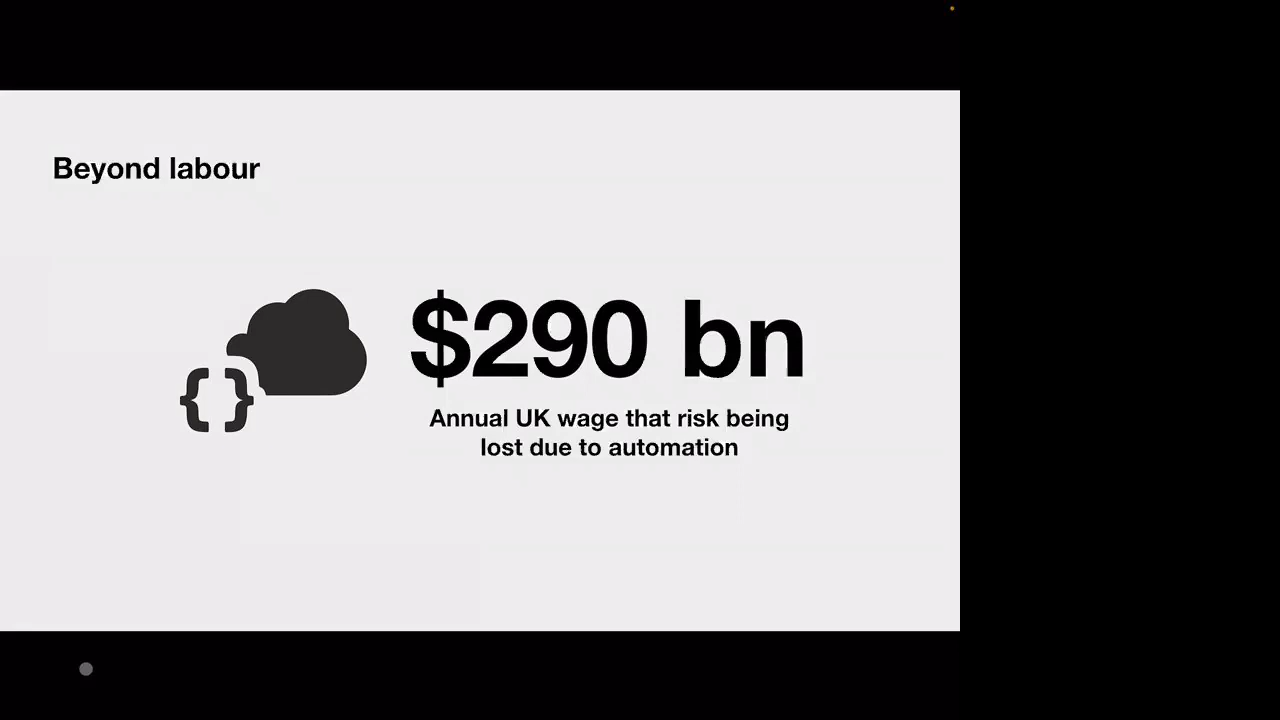 Beyond labour
$290 bn
Annual UK wage that risk being
lost due to automation